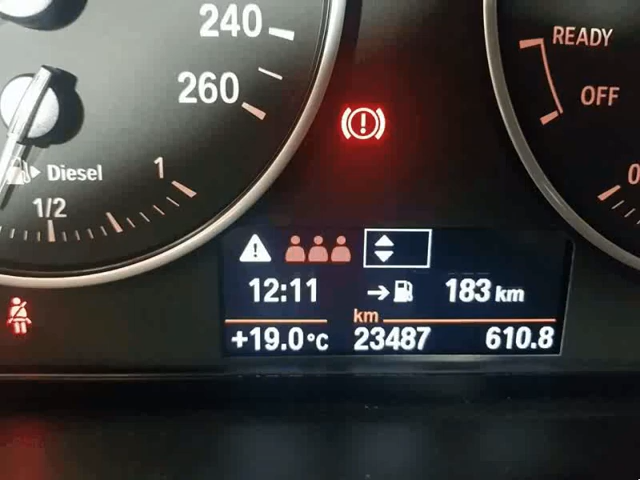 240
260
READY
OFF
Diesel
1
1/2
0
12:11
183 km
km
+19.0°C
23487
610.8